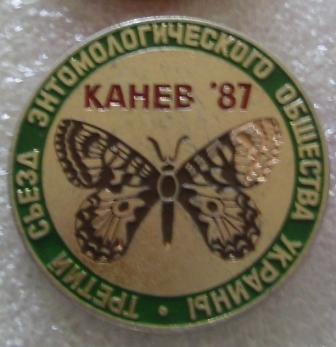 ТРЕТИЙ СЪЕЗД ЭНТОМОЛОГИЧЕСКОГО ОБЩЕСТВА УКРАИНЫ •
КАНЕВ '87